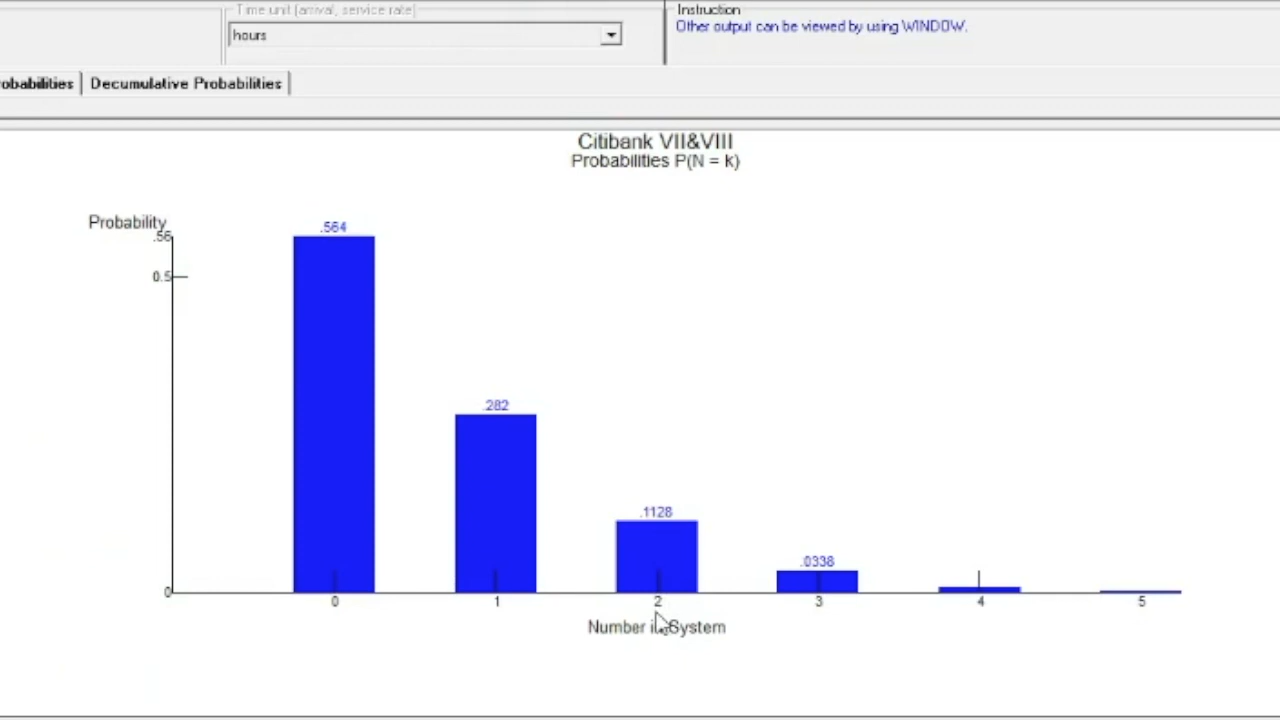 Time unit (arrival, service rate)
hours
Instruction
Other output can be viewed by using WINDOW.
obabilities
Decumulative Probabilities
Citibank VII&VIII
Probabilities P(N = k)
Probability
.56
0.5
0
.564
.282
.1128
.0338
0 1 2 3 4 5
Number i System